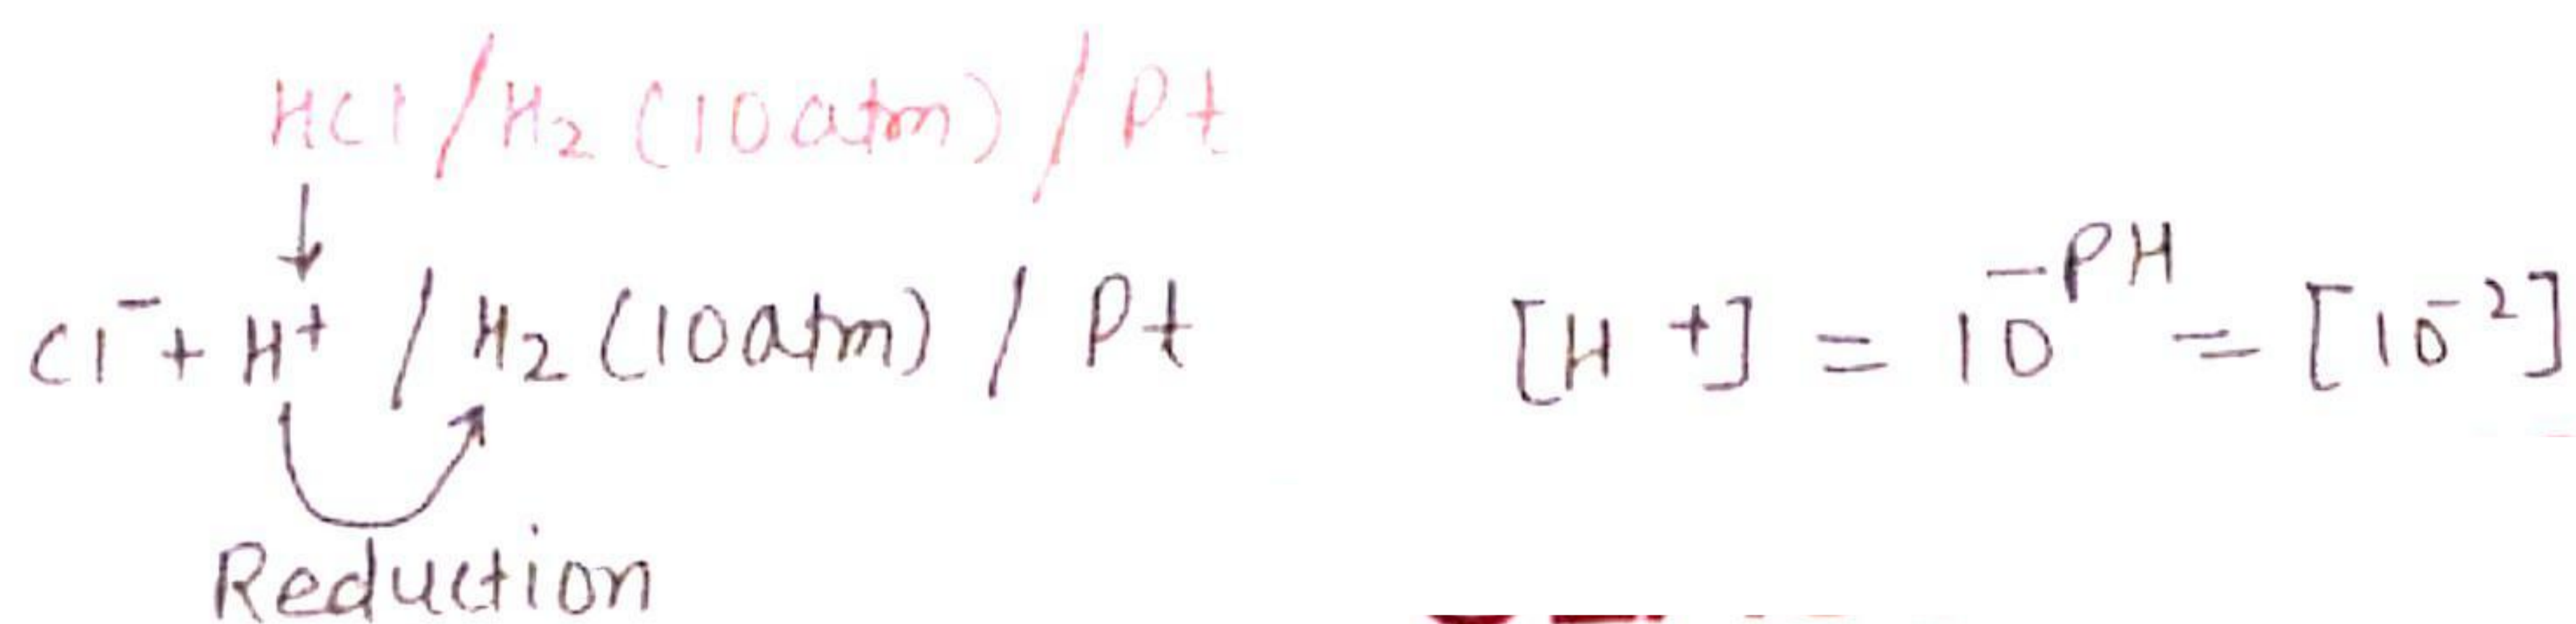 HCl / H₂ (10 atm) / Pt
↓
Cl⁻ + H⁺ / H₂ (10 atm) / Pt
[H⁺] = 10⁻ᴾᴴ = [10⁻²]
Reduction